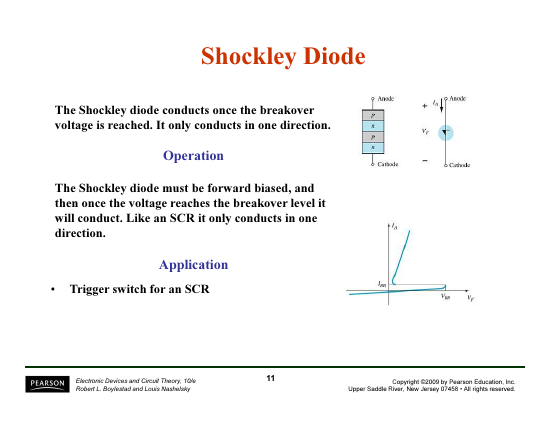 Shockley Diode
The Shockley diode conducts once the breakover
voltage is reached. It only conducts in one direction.
Operation
The Shockley diode must be forward biased, and
then once the voltage reaches the breakover level it
will conduct. Like an SCR it only conducts in one
direction.
Application
• Trigger switch for an SCR
Anode
p
n
p
n
Cathode
+ I_A Anode
V_F
− Cathode
I_A
I_BR
V_BR V_F
PEARSON
Electronic Devices and Circuit Theory, 10/e
Robert L. Boylestad and Louis Nashelsky
11
Copyright ©2009 by Pearson Education, Inc.
Upper Saddle River, New Jersey 07458 • All rights reserved.